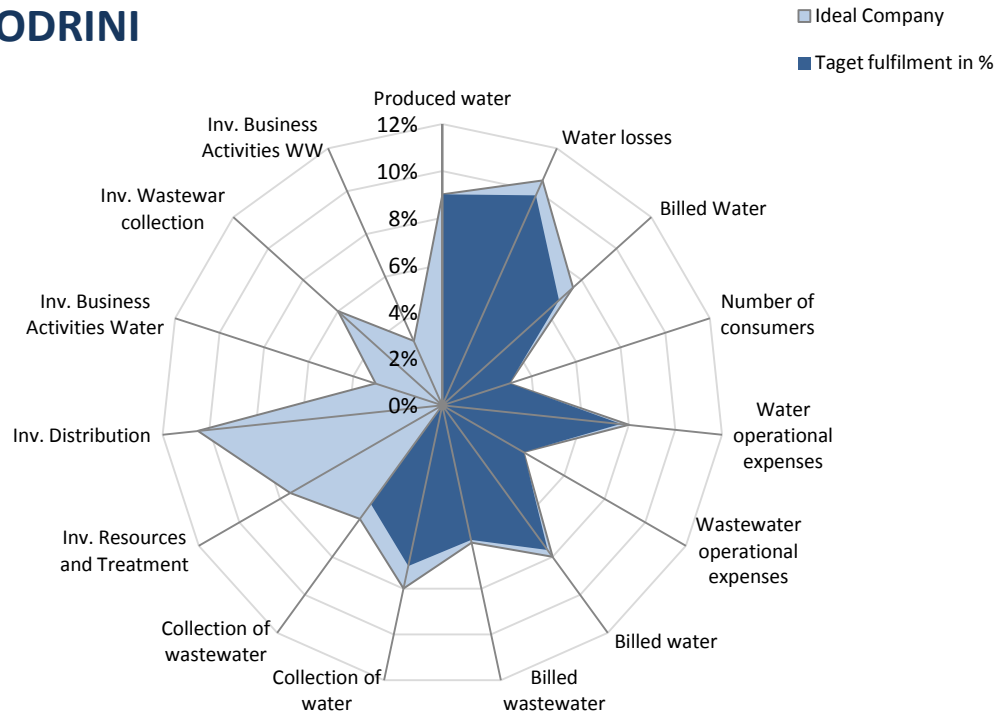 ODRINI
Ideal Company
Taget fulfilment in %
Produced water
Water losses
Billed Water
Number of
consumers
Water
operational
expenses
Wastewater
operational
expenses
Billed water
Billed
wastewater
Collection of
water
Collection of
wastewater
Inv. Resources
and Treatment
Inv. Distribution
Inv. Business
Activities Water
Inv. Wastewar
collection
Inv. Business
Activities WW
12%
10%
8%
6%
4%
2%
0%